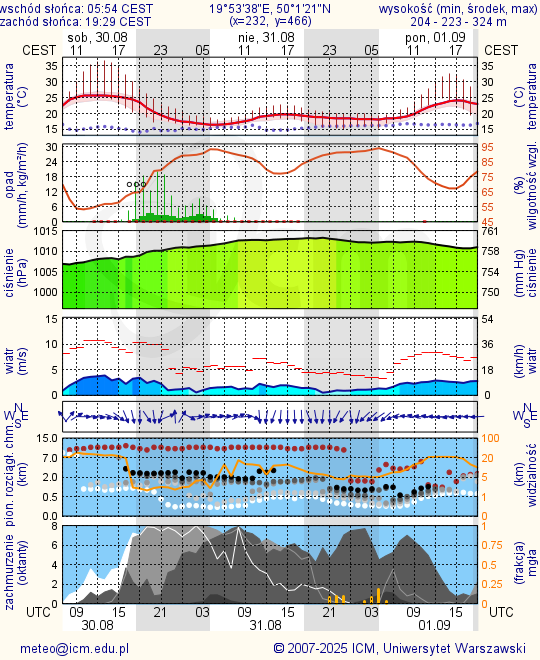 wschód słońca: 05:54 CEST 19°53'38"E, 50°1'21"N wysokość (min, środek, max)
zachód słońca: 19:29 CEST (x=232, y=466) 204 - 223 - 324 m
sob, 30.08 nie, 31.08 pon, 01.09
CEST 11 17 23 05 11 17 23 05 11 17 CEST
temperatura (°C) 35 30 25 20 15 35 30 25 20 15 (°C) temperatura
opad (mm/h, kg/m²/h) 30 24 18 12 6 0 95 85 75 65 55 45 (%) wilgotność wzgl.
ciśnienie (hPa) 1015 1010 1005 1000 761 758 754 750 (mm Hg) ciśnienie
wiatr (m/s) 15 10 5 0 54 36 18 0 (km/h) wiatr
N W E S N W E S
pion. rozciągł. chm. (km) 15.0 7.0 2.0 0.5 0.0 100 20 5 1 0 (km) widzialność
zachmurzenie (oktanty) 8 6 4 2 0 1 0.75 0.5 0.25 0 (frakcja) mgła
UTC 09 15 21 03 09 15 21 03 09 15 UTC
30.08 31.08 01.09
meteo@icm.edu.pl © 2007-2025 ICM, Uniwersytet Warszawski